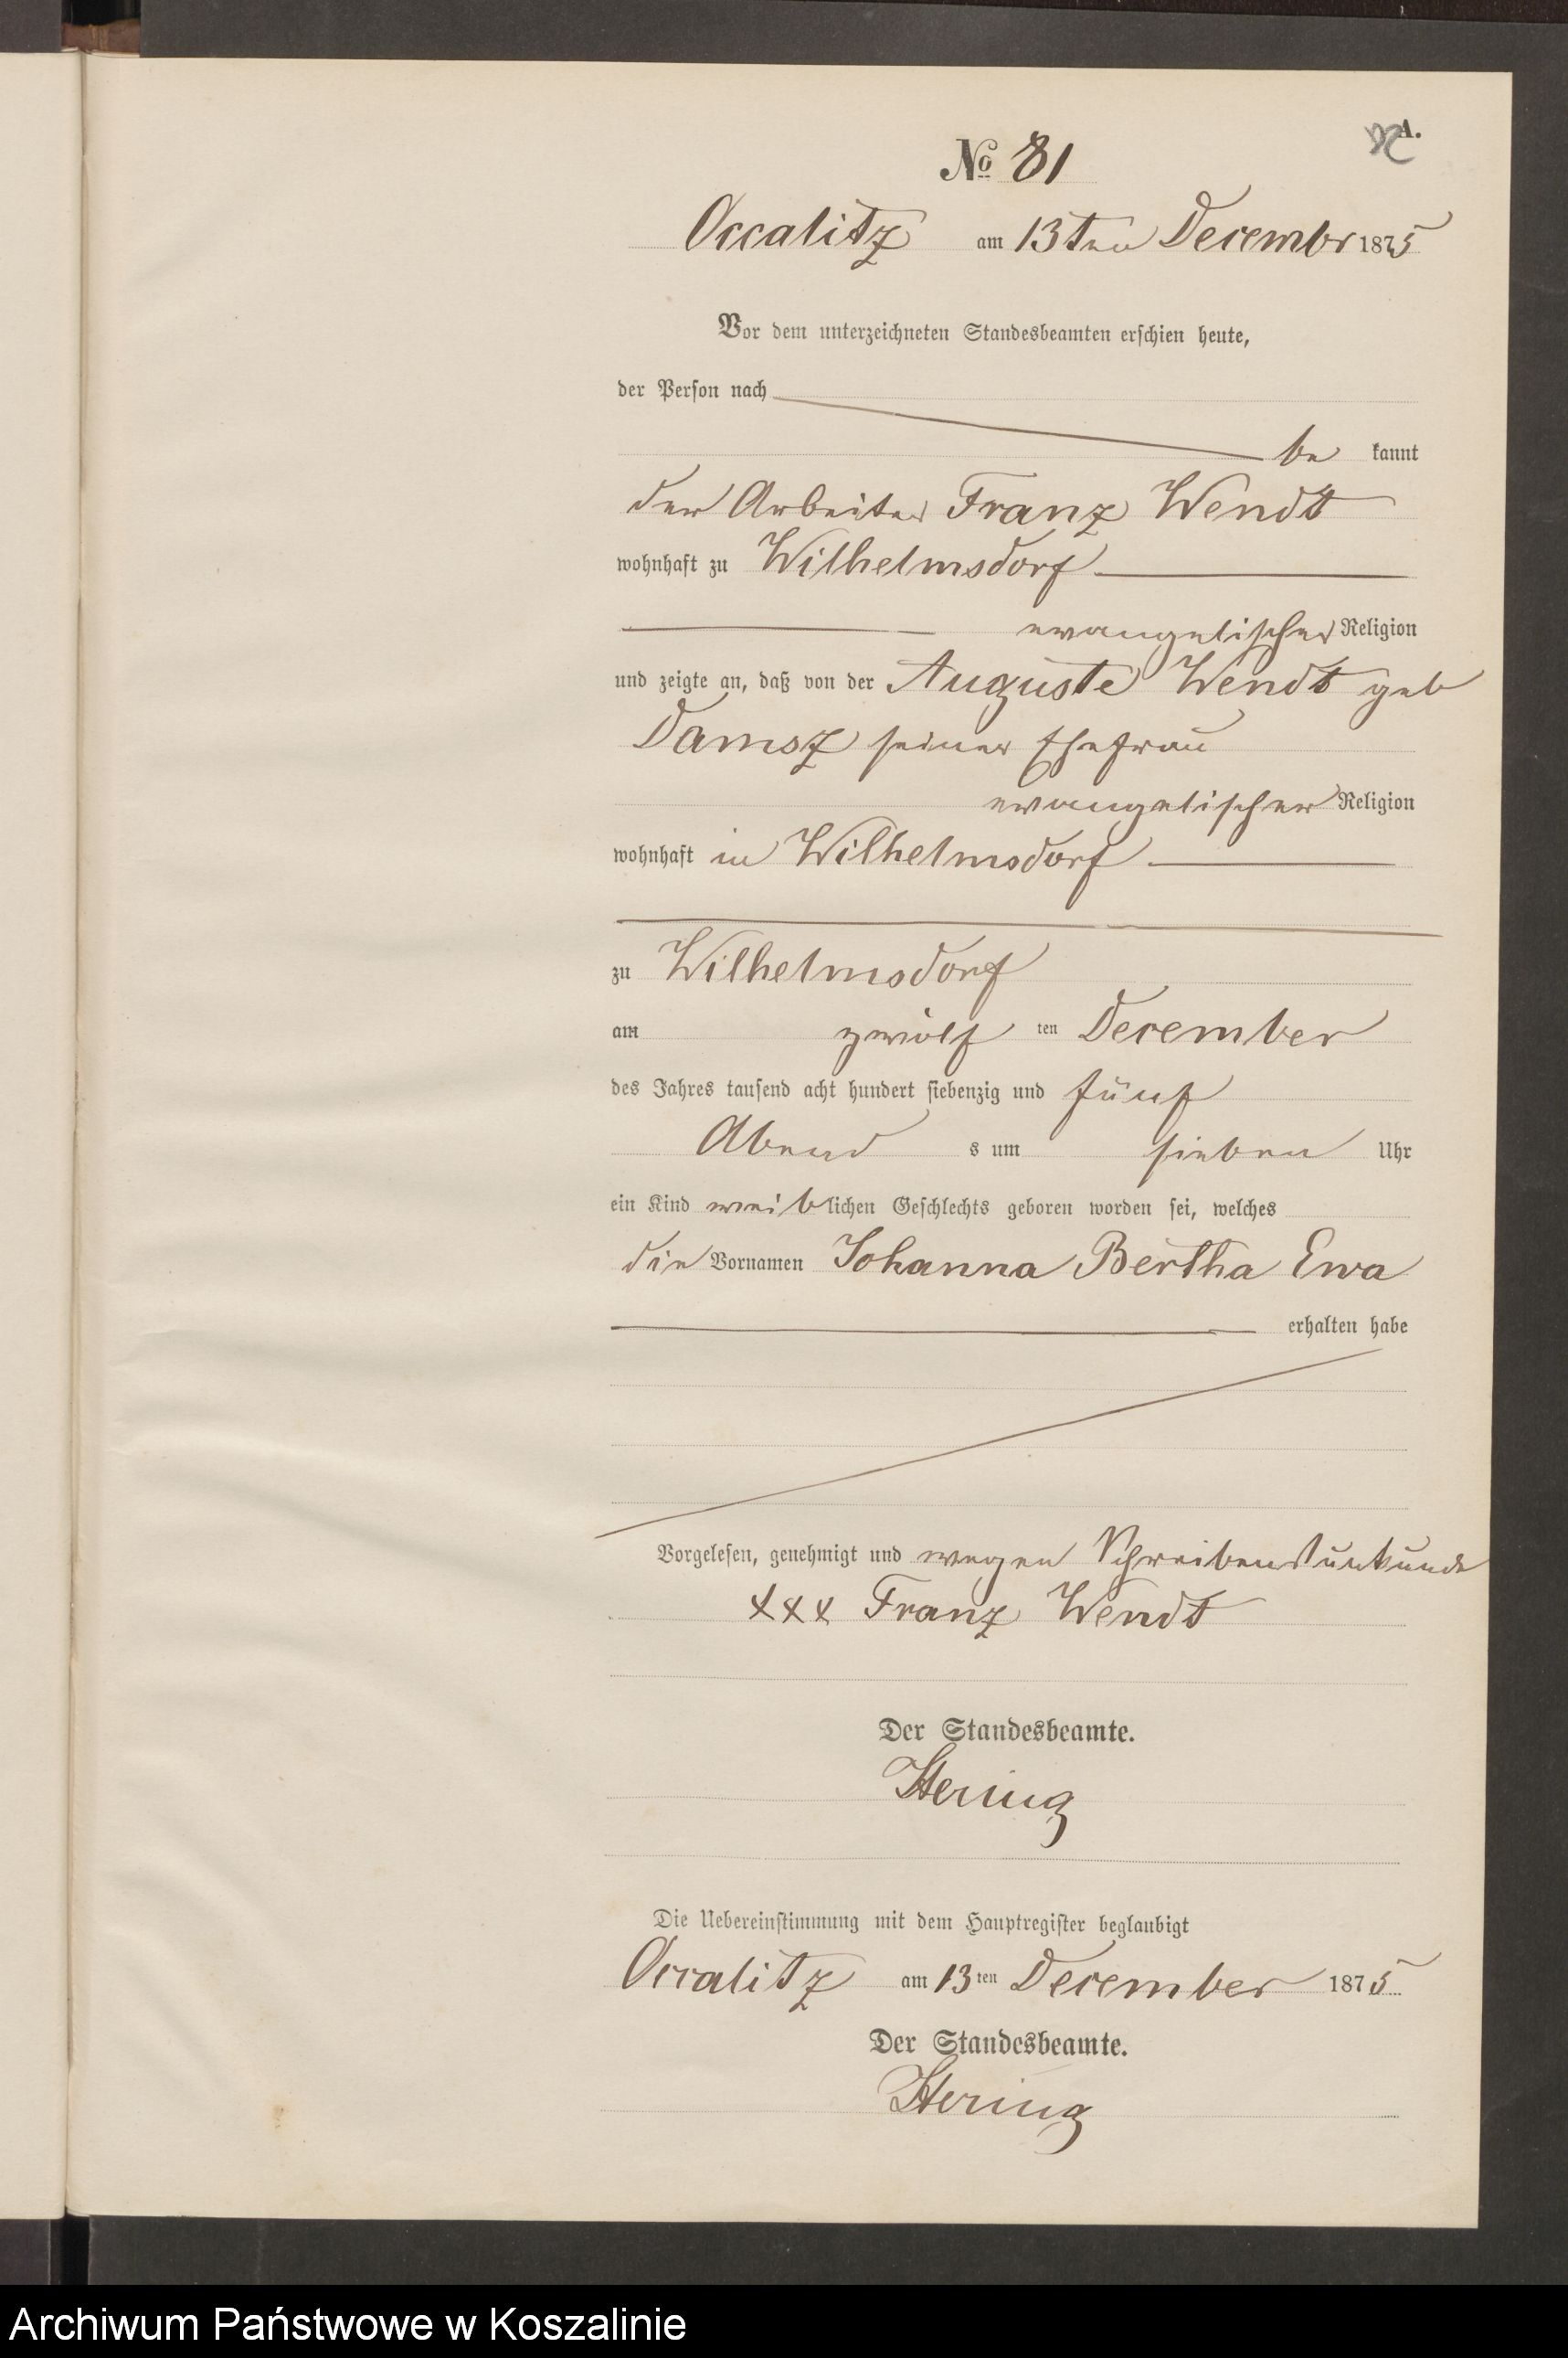 A.
No 81
Occalitz am 13ten Decembr 1875
Vor dem unterzeichneten Standesbeamten erschien heute,
der Person nach
be kannt
der Arbeiter Franz Wendt
wohnhaft zu Wilhelmsdorf
evangelischer Religion
und zeigte an, daß von der Auguste Wendt geb
Damsz seiner Ehefrau
evangelischer Religion
wohnhaft in Wilhelmsdorf
zu Wilhelmsdorf
am zwölf ten December
des Jahres tausend acht hundert siebenzig und fünf
Abend s um sieben Uhr
ein Kind weiblichen Geschlechts geboren worden sei, welches
die Vornamen Johanna Bertha Ewa
erhalten habe
Vorgelesen, genehmigt und wegen Schreibensunkunde
xxx Franz Wendt
Der Standesbeamte.
Hering
Die Uebereinstimmung mit dem Hauptregister beglaubigt
Occalitz am 13ten December 1875
Der Standesbeamte.
Hering
Archiwum Państwowe w Koszalinie